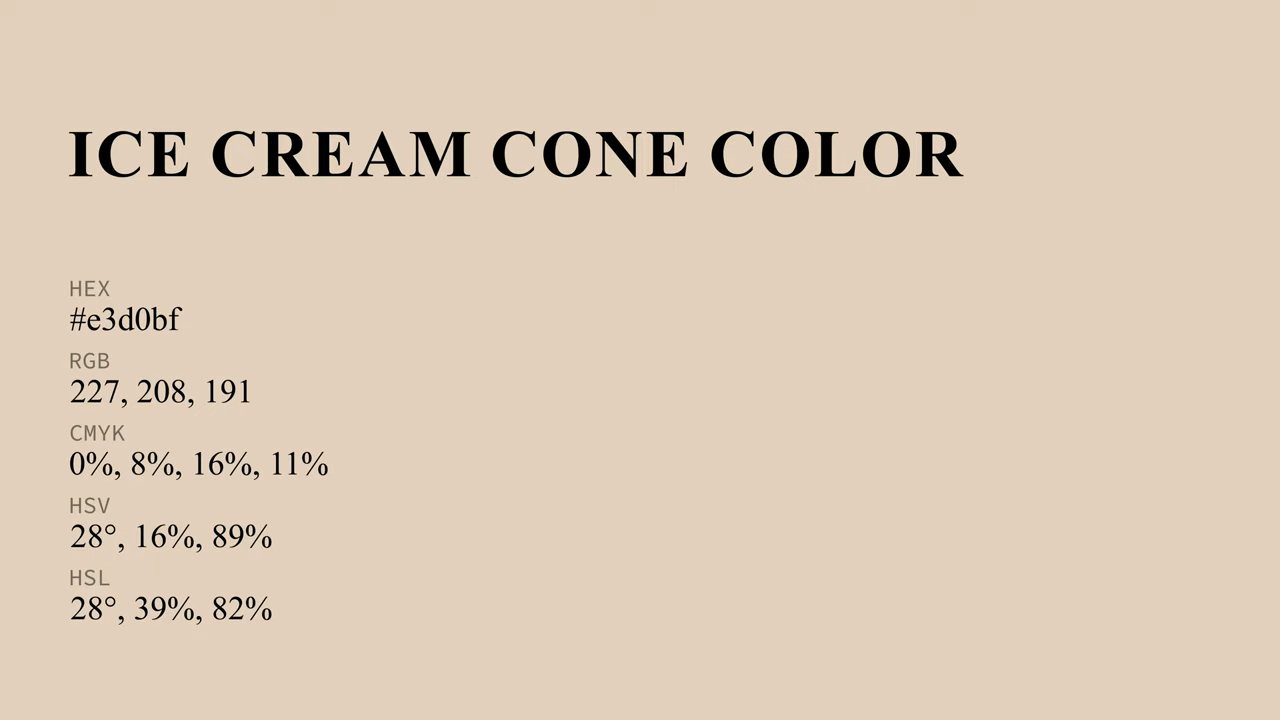 ICE CREAM CONE COLOR
HEX
#e3d0bf
RGB
227, 208, 191
CMYK
0%, 8%, 16%, 11%
HSV
28°, 16%, 89%
HSL
28°, 39%, 82%